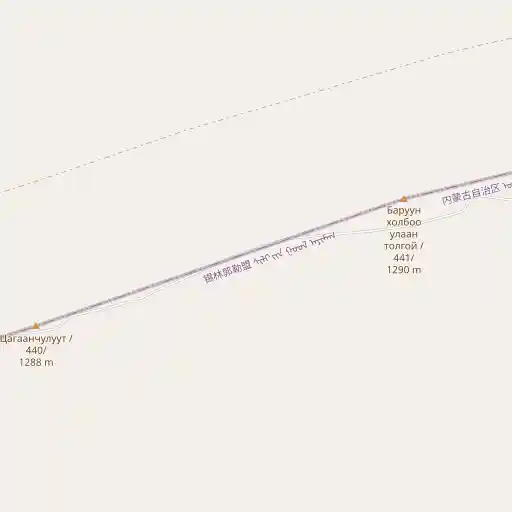 内蒙古自治区
Баруун
холбоо
улаан
толгой /
441/
1290 m
锡林郭勒盟
Цагаанчулуут /
440/
1288 m